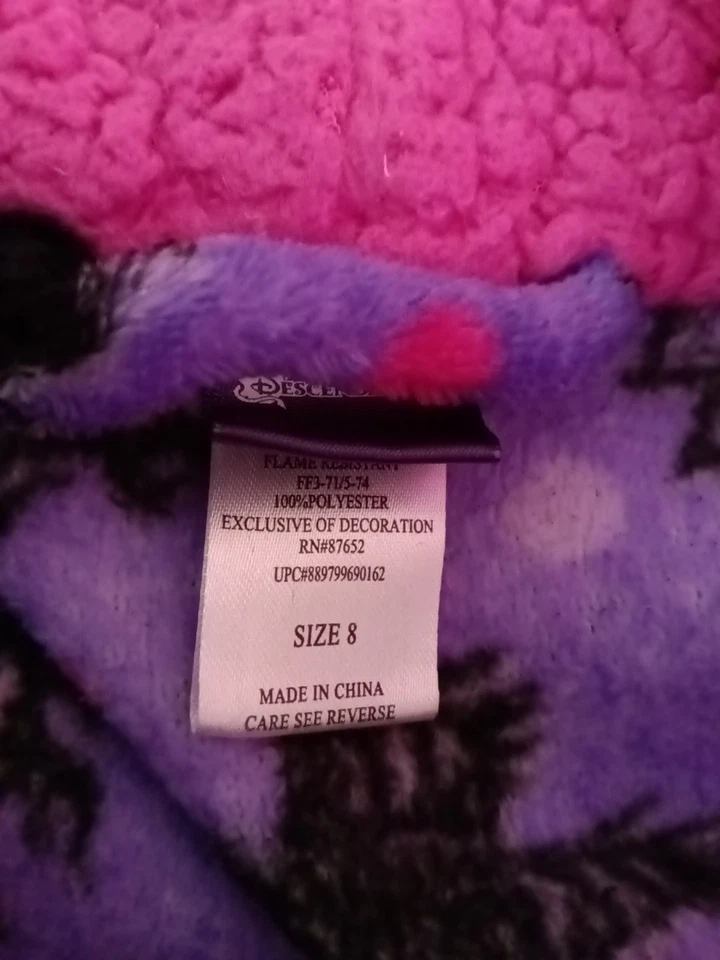 FLAME RESISTANT
FF3-71/5-74
100%POLYESTER
EXCLUSIVE OF DECORATION
RN#87652
UPC#889799690162
SIZE 8
MADE IN CHINA
CARE SEE REVERSE